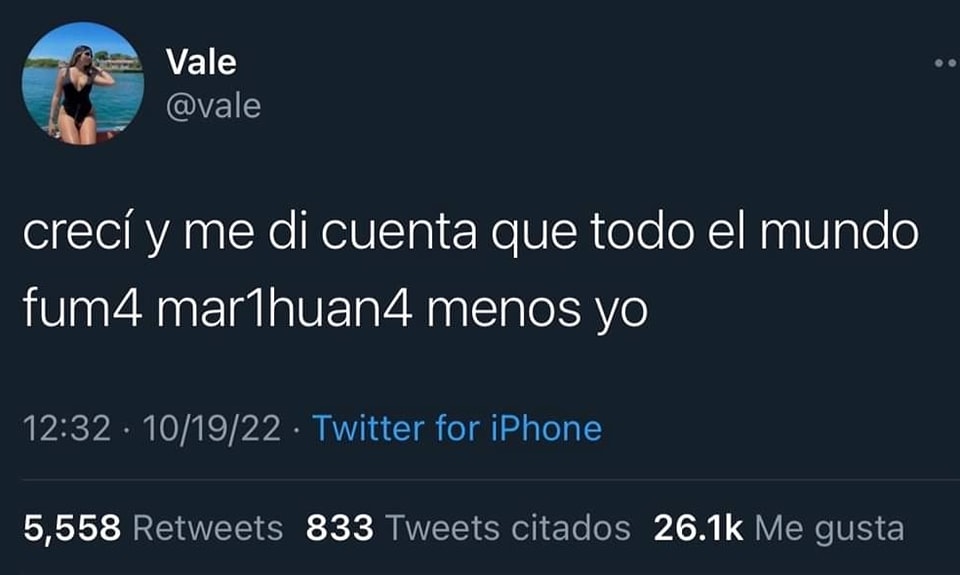 Vale
@vale
crecí y me di cuenta que todo el mundo
fum4 mar1huan4 menos yo
12:32 · 10/19/22 · Twitter for iPhone
5,558 Retweets 833 Tweets citados 26.1k Me gusta